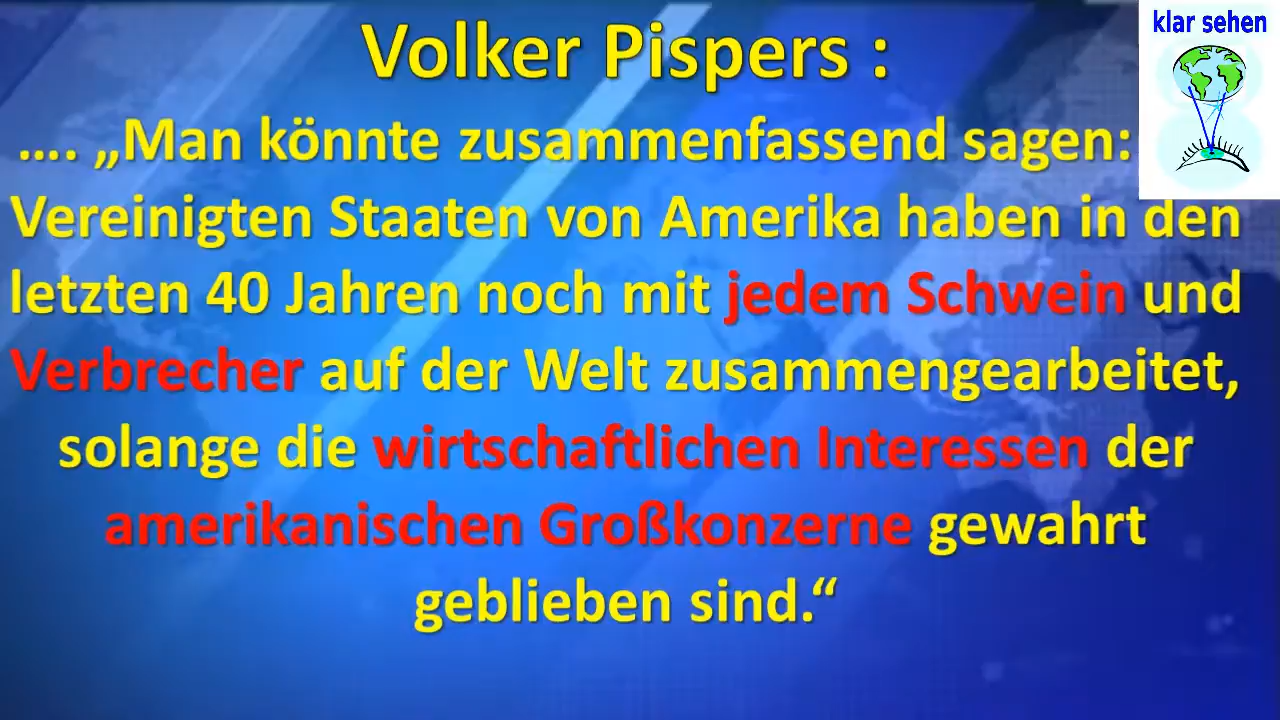 klar sehen
Volker Pispers :
.... „Man könnte zusammenfassend sagen:
Vereinigten Staaten von Amerika haben in den
letzten 40 Jahren noch mit jedem Schwein und
Verbrecher auf der Welt zusammengearbeitet,
solange die wirtschaftlichen Interessen der
amerikanischen Großkonzerne gewahrt
geblieben sind.“